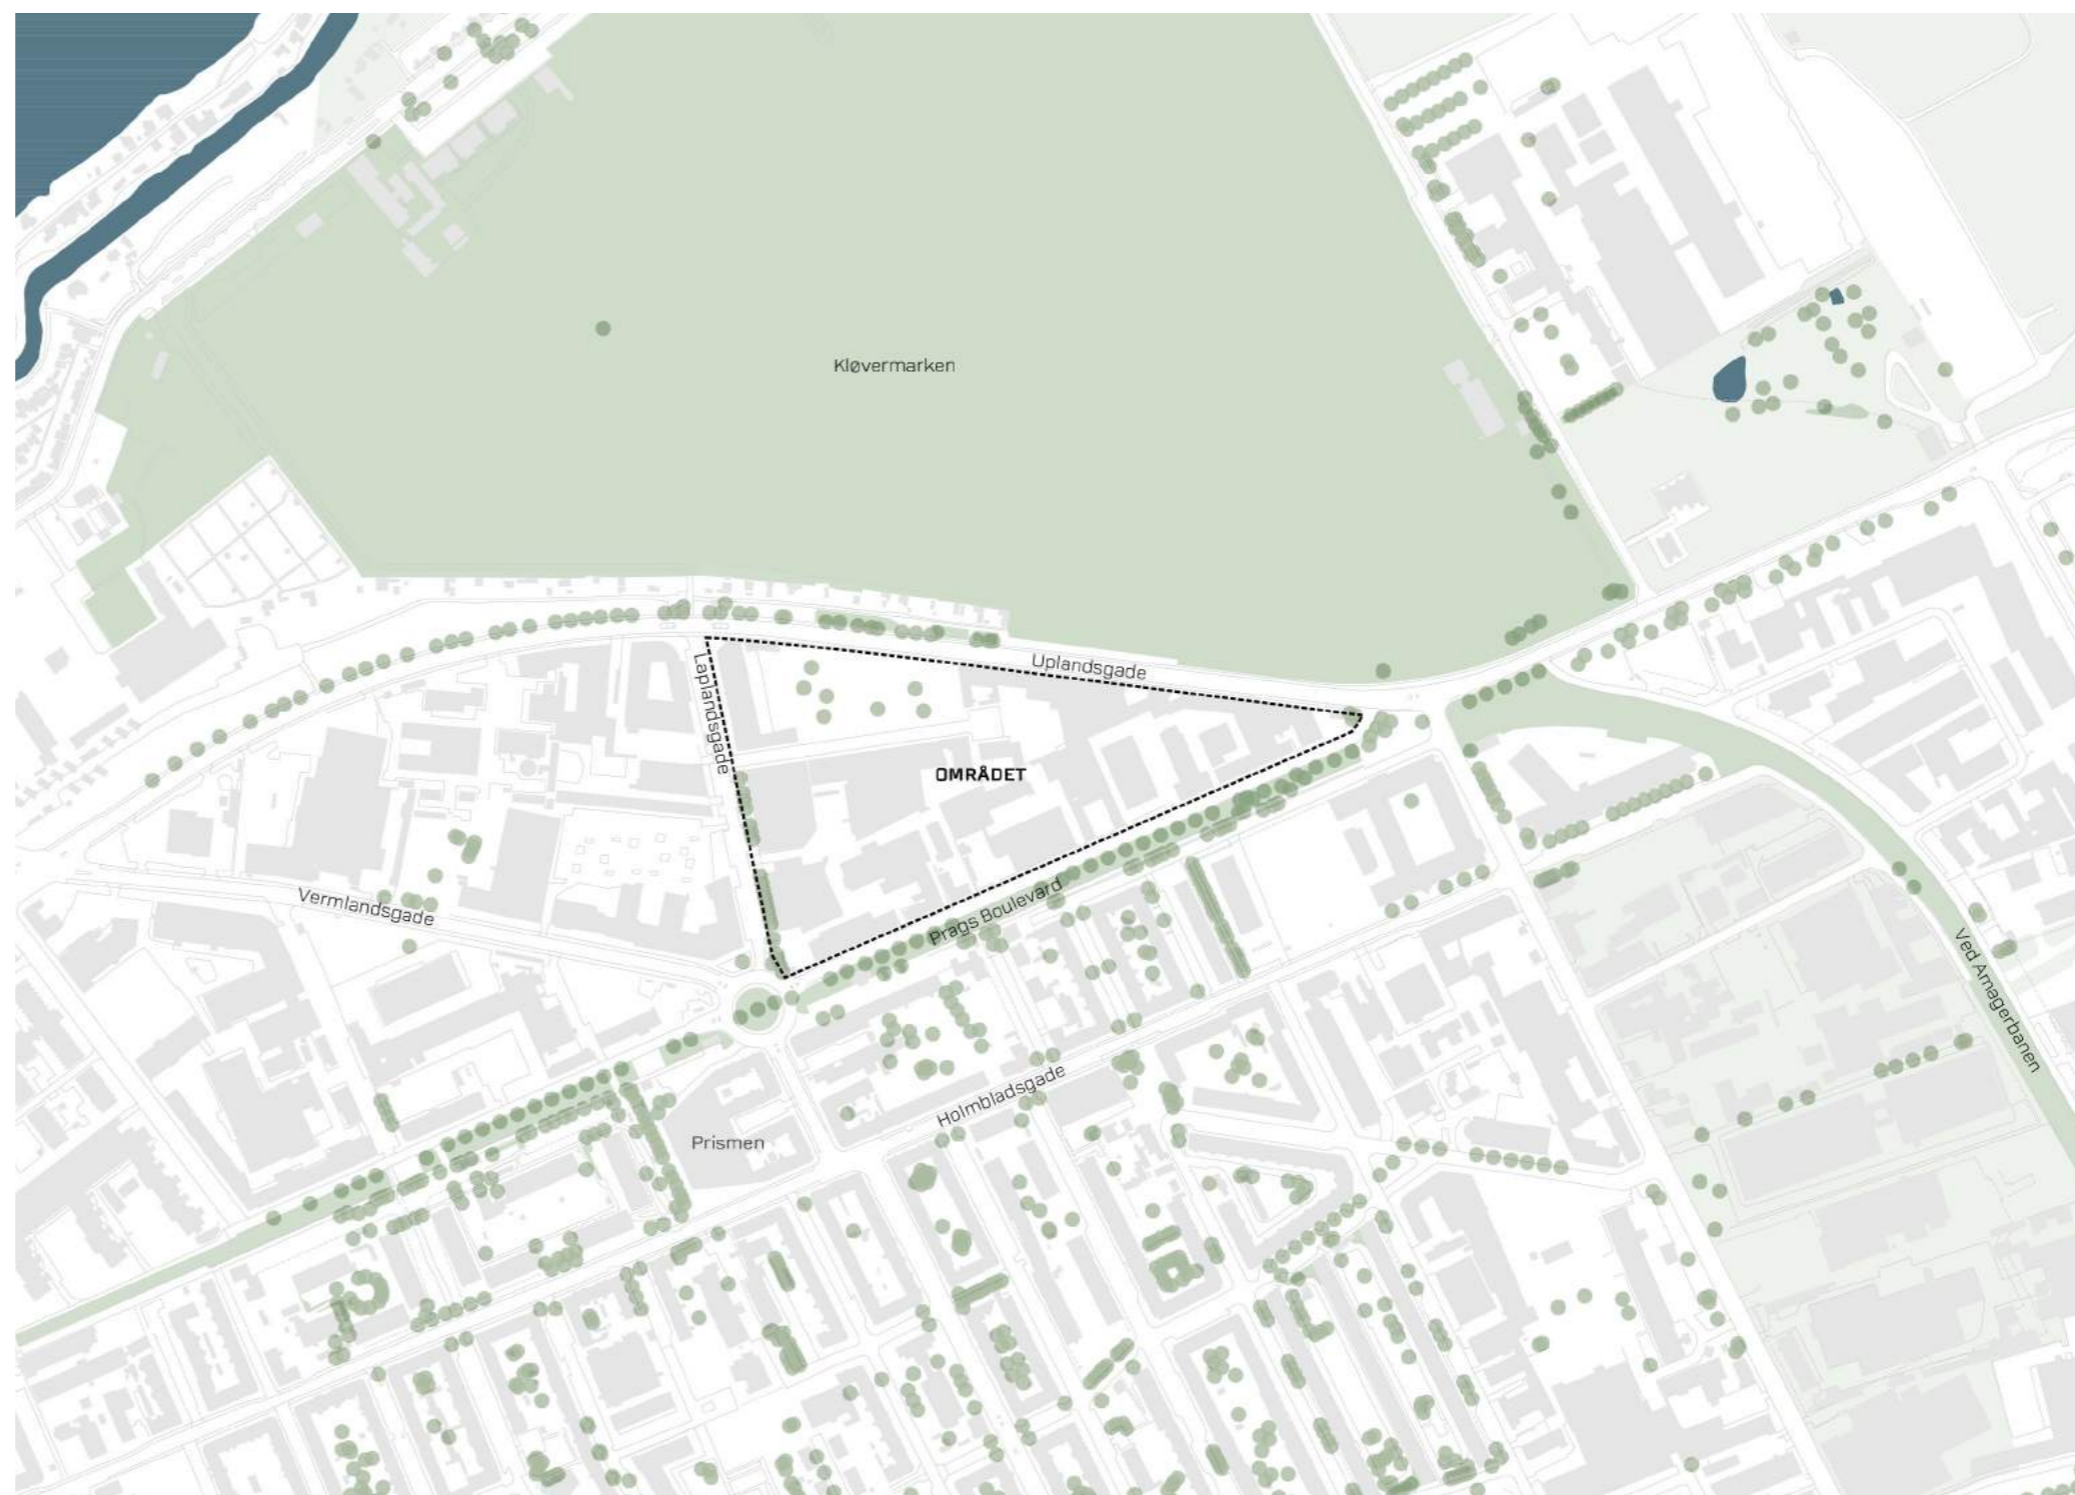 Kløvermarken
Uplandsgade
Laplandsgade
OMRÅDET
Vermlandsgade
Prags Boulevard
Ved Amagerbanen
Holmbladsgade
Prismen